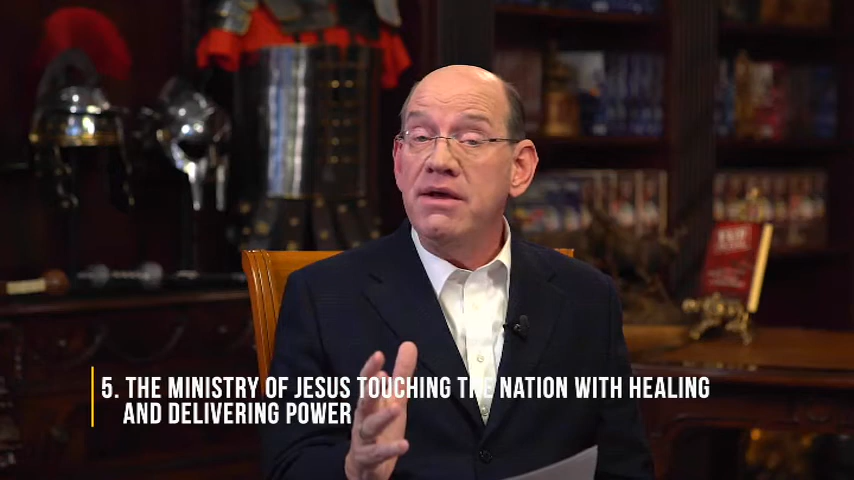 5. THE MINISTRY OF JESUS TOUCHING THE NATION WITH HEALING
AND DELIVERING POWER